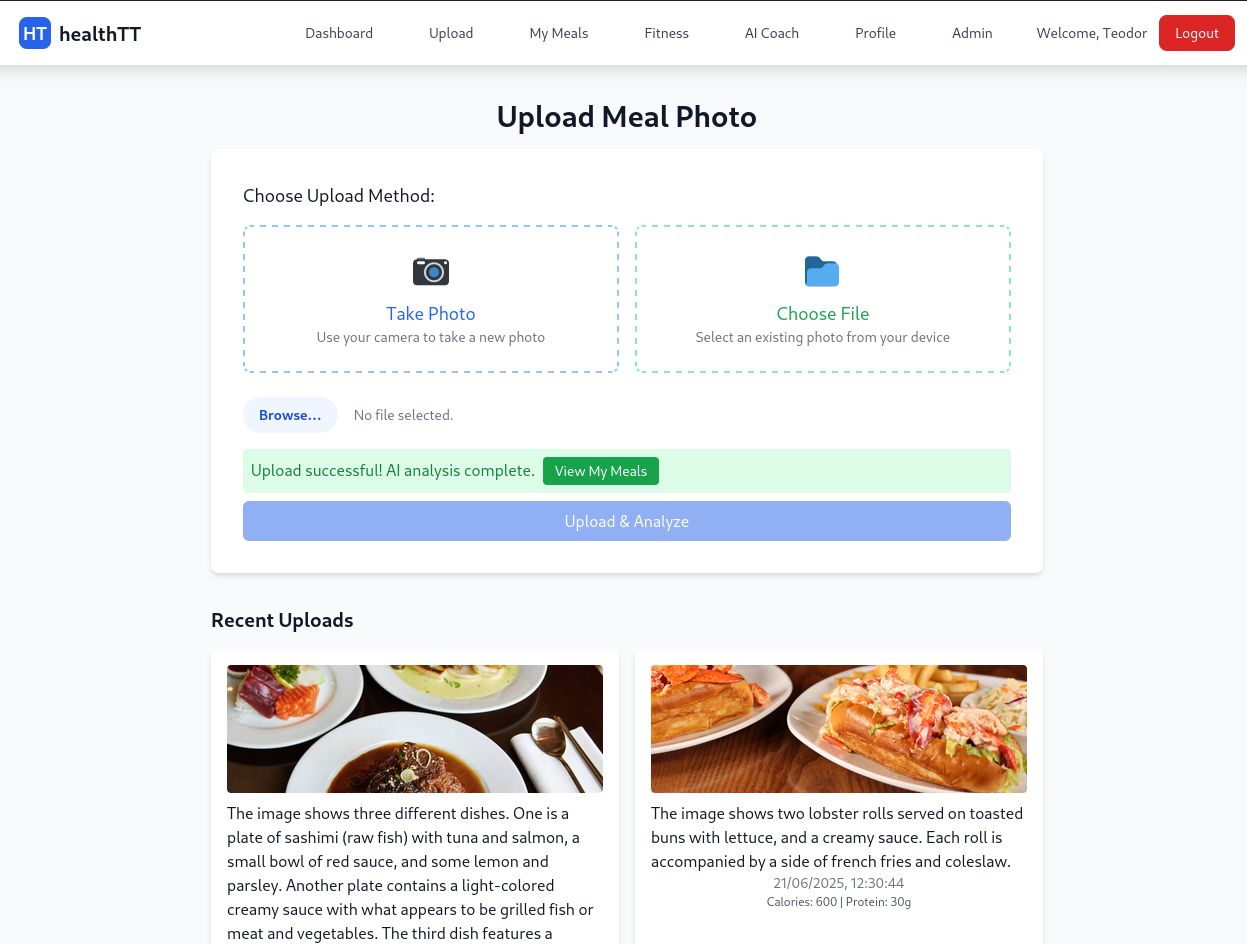 HT healthTT Dashboard Upload My Meals Fitness AI Coach Profile Admin Welcome, Teodor Logout
Upload Meal Photo
Choose Upload Method:
Take Photo
Use your camera to take a new photo
Choose File
Select an existing photo from your device
Browse... No file selected.
Upload successful! AI analysis complete. View My Meals
Upload & Analyze
Recent Uploads
The image shows three different dishes. One is a
plate of sashimi (raw fish) with tuna and salmon, a
small bowl of red sauce, and some lemon and
parsley. Another plate contains a light-colored
creamy sauce with what appears to be grilled fish or
meat and vegetables. The third dish features a
The image shows two lobster rolls served on toasted
buns with lettuce, and a creamy sauce. Each roll is
accompanied by a side of french fries and coleslaw.
21/06/2025, 12:30:44
Calories: 600 | Protein: 30g